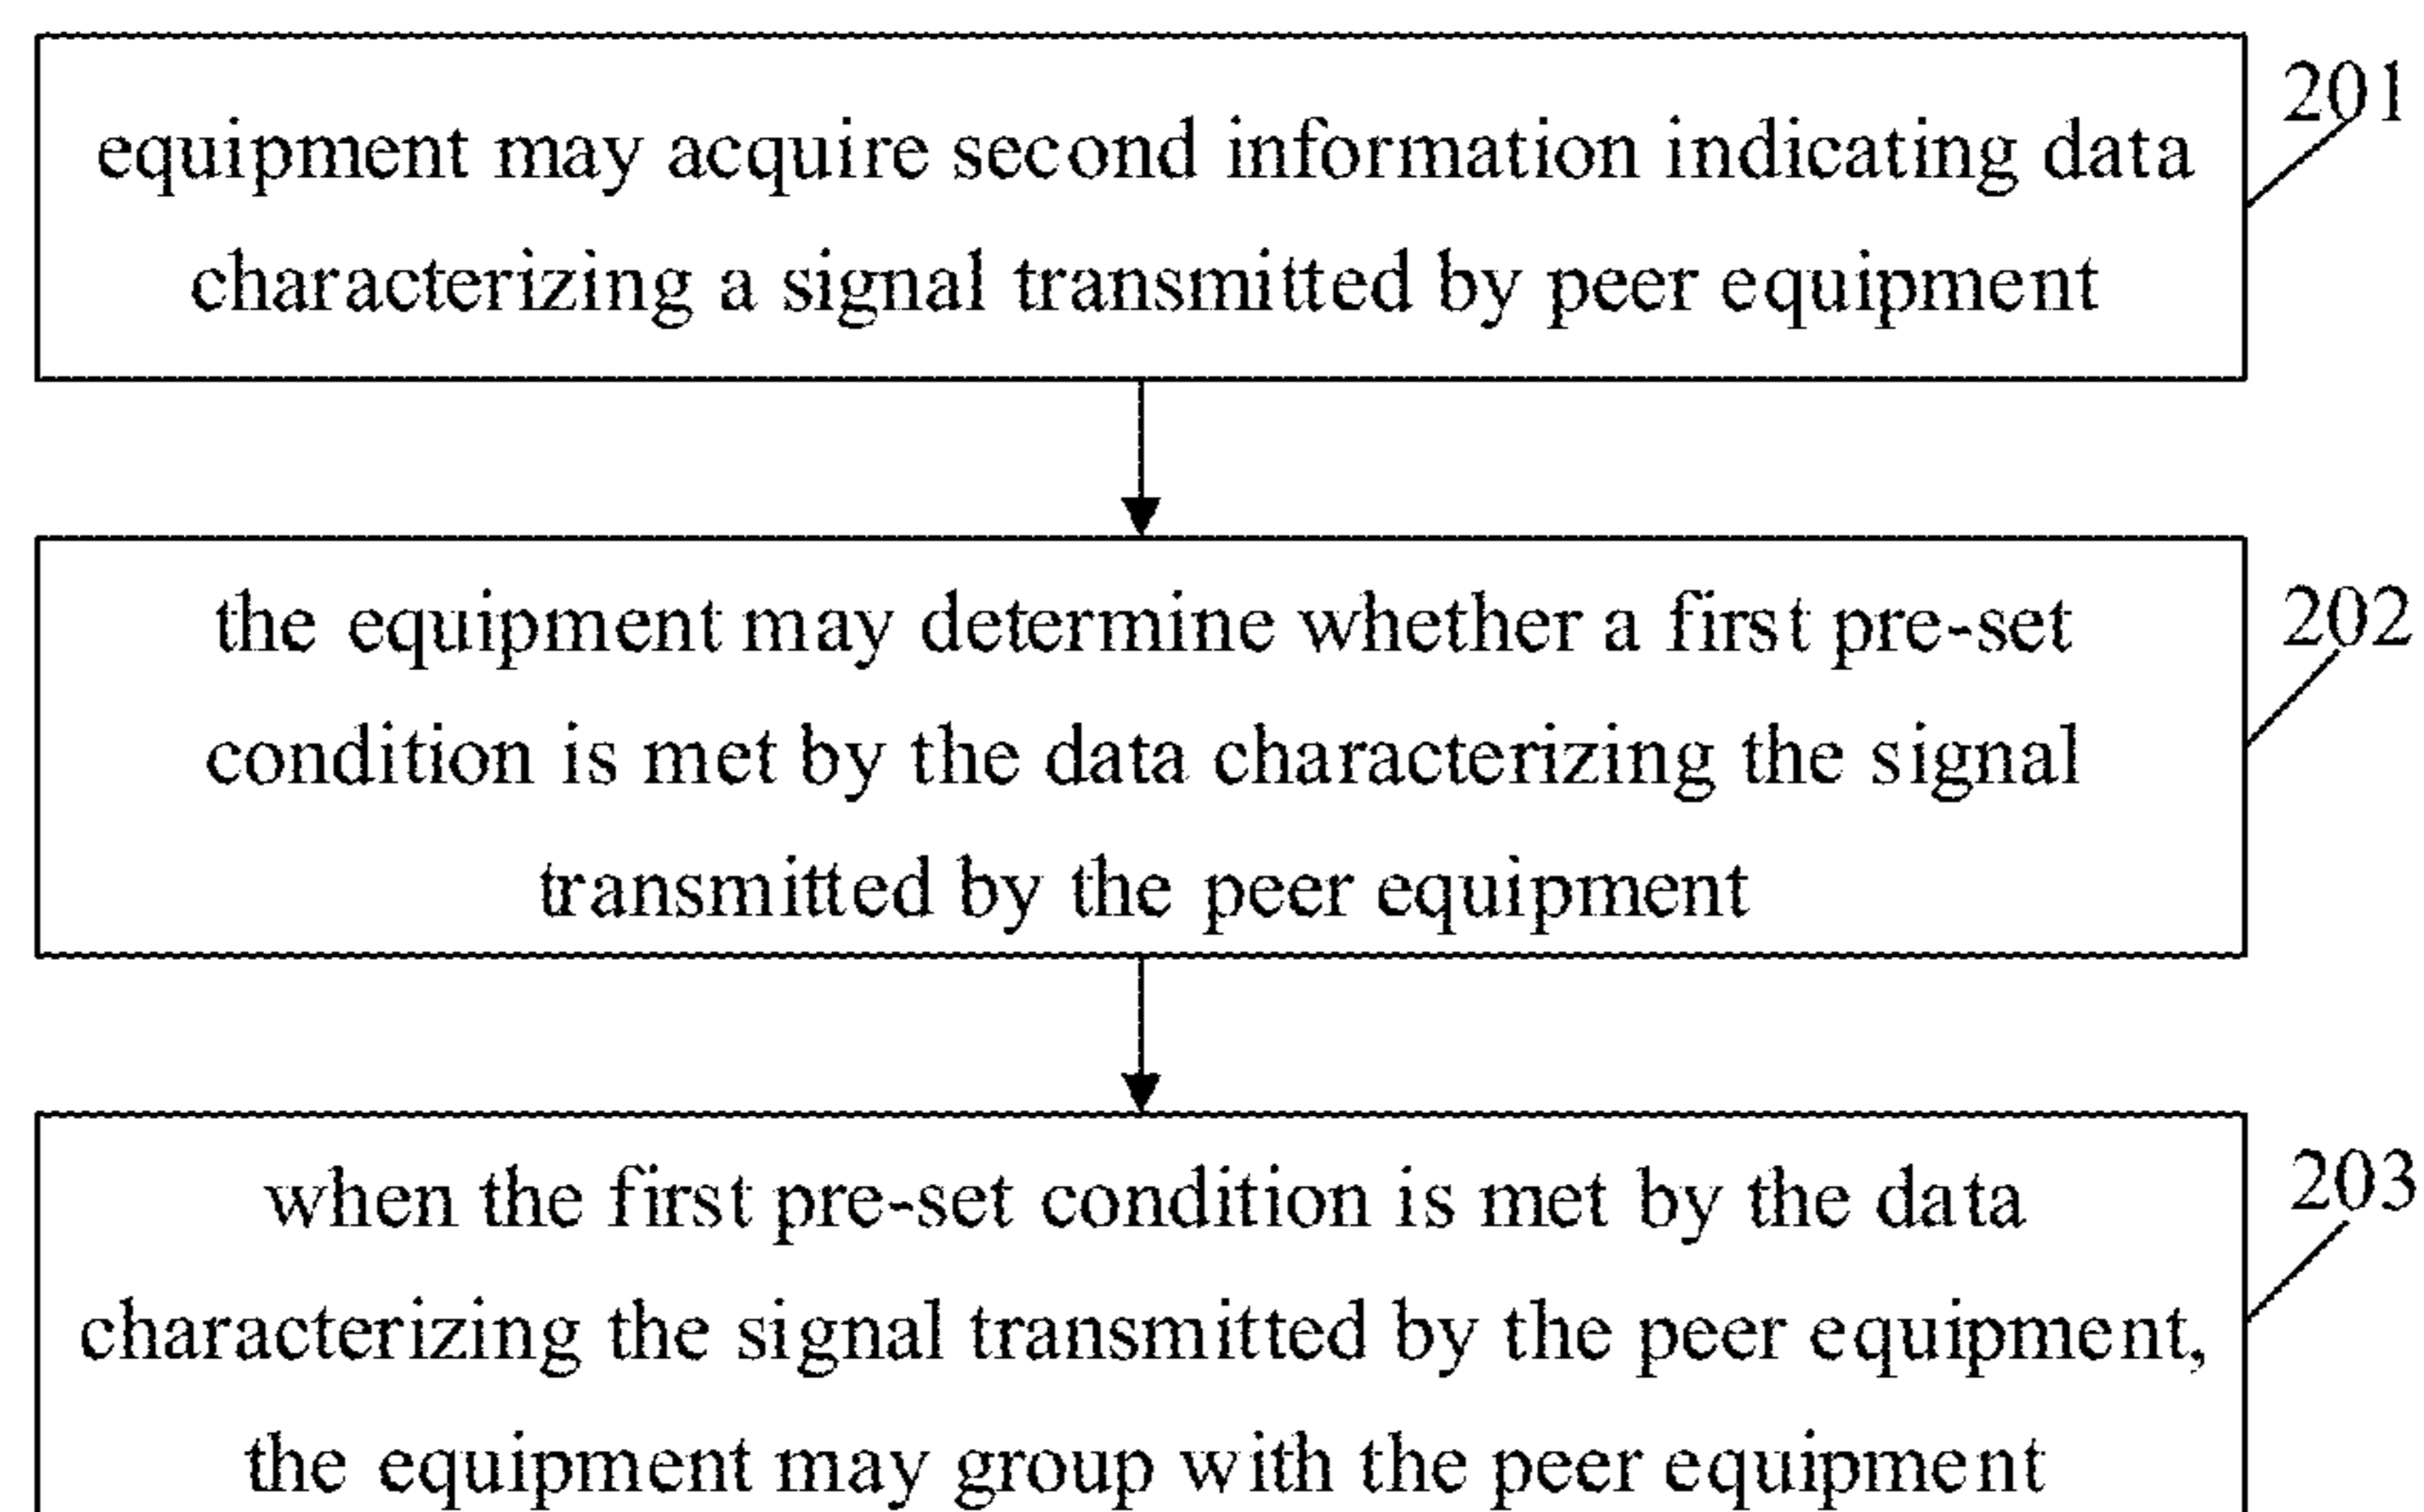 equipment may acquire second information indicating data
characterizing a signal transmitted by peer equipment
201
the equipment may determine whether a first pre-set
condition is met by the data characterizing the signal
transmitted by the peer equipment
202
when the first pre-set condition is met by the data
characterizing the signal transmitted by the peer equipment,
the equipment may group with the peer equipment
203